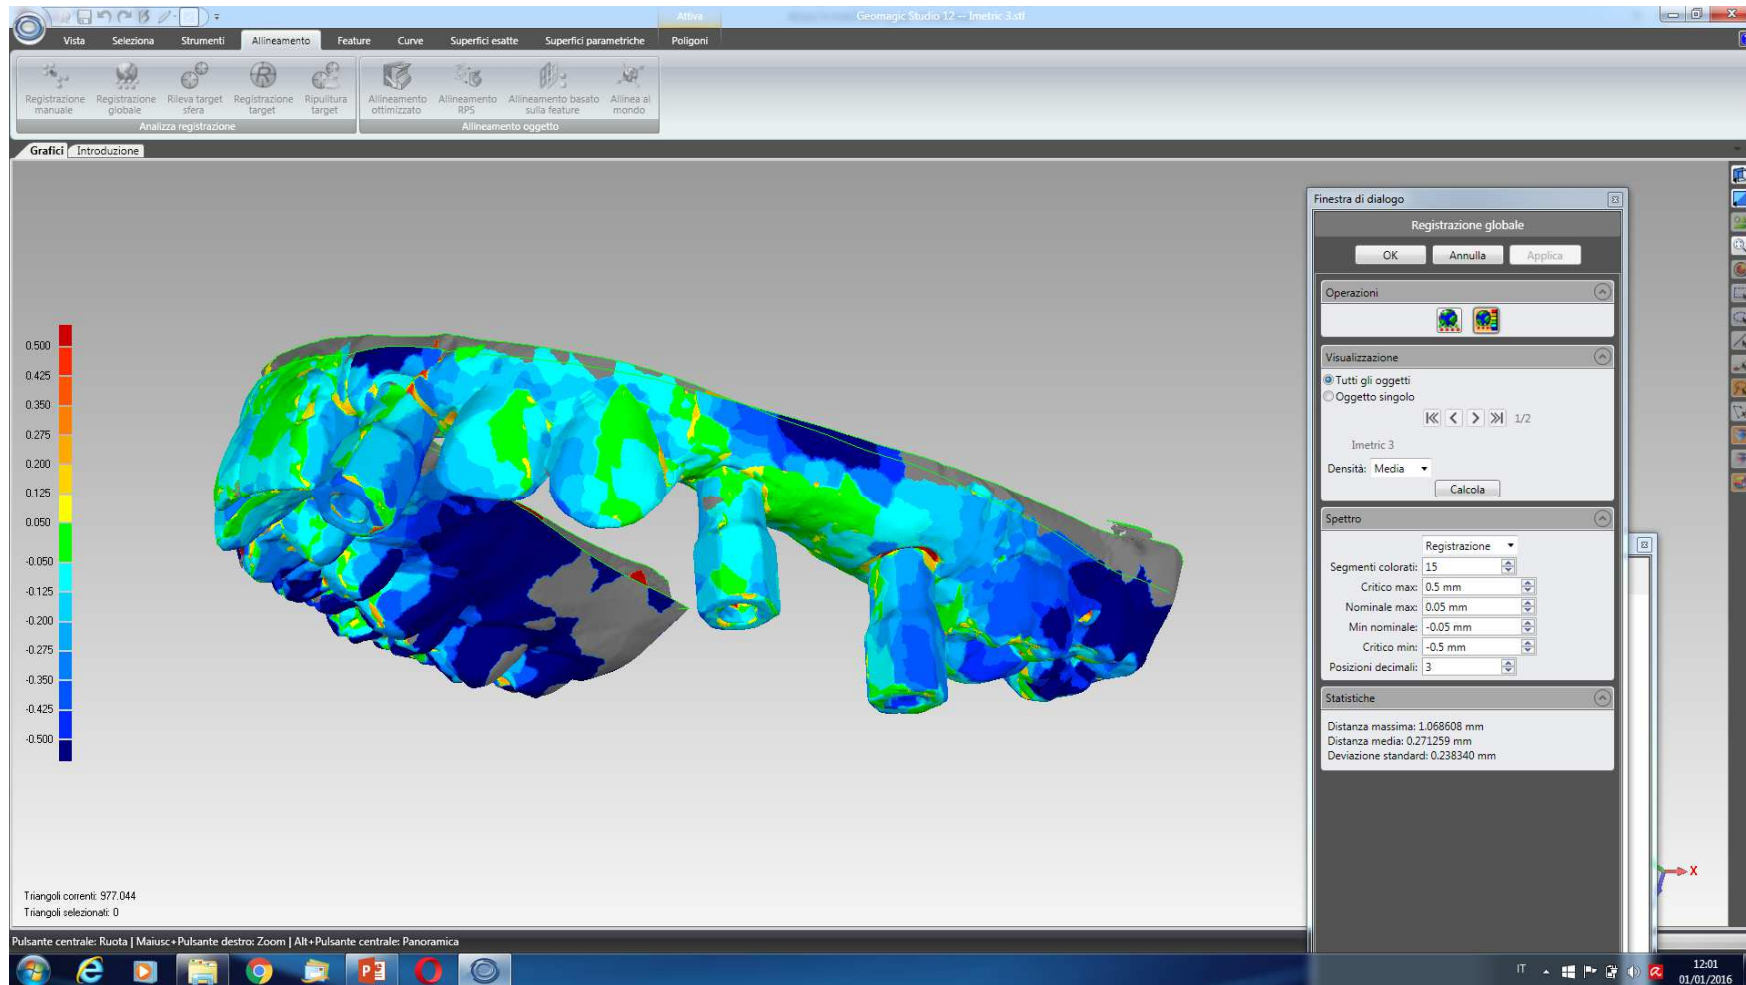 Attiva
Geomagic Studio 12 -- Imetric 3.stl
Vista Seleziona Strumenti Allineamento Feature Curve Superfici esatte Superfici parametriche Poligoni
Registrazione manuale
Registrazione globale
Rileva target sfera
Registrazione target
Ripulitura target
Allineamento ottimizzato
Allineamento RPS
Allineamento basato sulla feature
Allinea al mondo
Analizza registrazione
Allineamento oggetto
Grafici Introduzione
0.500
0.425
0.350
0.275
0.200
0.125
0.050
-0.050
-0.125
-0.200
-0.275
-0.350
-0.425
-0.500
Finestra di dialogo
Registrazione globale
OK Annulla Applica
Operazioni
Visualizzazione
Tutti gli oggetti
Oggetto singolo
1/2
Imetric 3
Densità: Media
Calcola
Spettro
Registrazione
Segmenti colorati: 15
Critico max: 0.5 mm
Nominale max: 0.05 mm
Min nominale: -0.05 mm
Critico min: -0.5 mm
Posizioni decimali: 3
Statistiche
Distanza massima: 1.068608 mm
Distanza media: 0.271259 mm
Deviazione standard: 0.238340 mm
X
Triangoli correnti: 977.044
Triangoli selezionati: 0
Pulsante centrale: Ruota | Maiusc+Pulsante destro: Zoom | Alt+Pulsante centrale: Panoramica
IT
12:01
01/01/2016